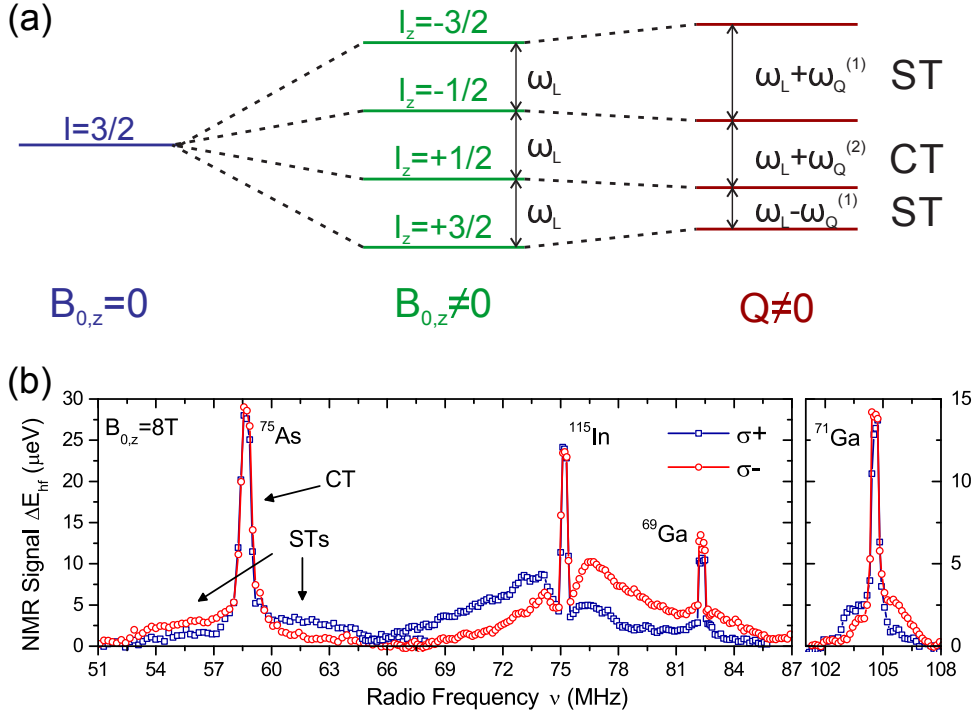 (a)
I=3/2
I_z=-3/2
I_z=-1/2
I_z=+1/2
I_z=+3/2
ω_L
ω_L
ω_L
ω_L+ω_Q^(1) ST
ω_L+ω_Q^(2) CT
ω_L-ω_Q^(1) ST
B_0,z=0
B_0,z≠0
Q≠0
(b)
NMR Signal ΔE_hf (μeV)
30
25
20
15
10
5
0
B_0,z=8T
75As
CT
STs
115In
69Ga
σ+
σ-
71Ga
15
10
5
0
51 54 57 60 63 66 69 72 75 78 81 84 87
102 105 108
Radio Frequency ν (MHz)